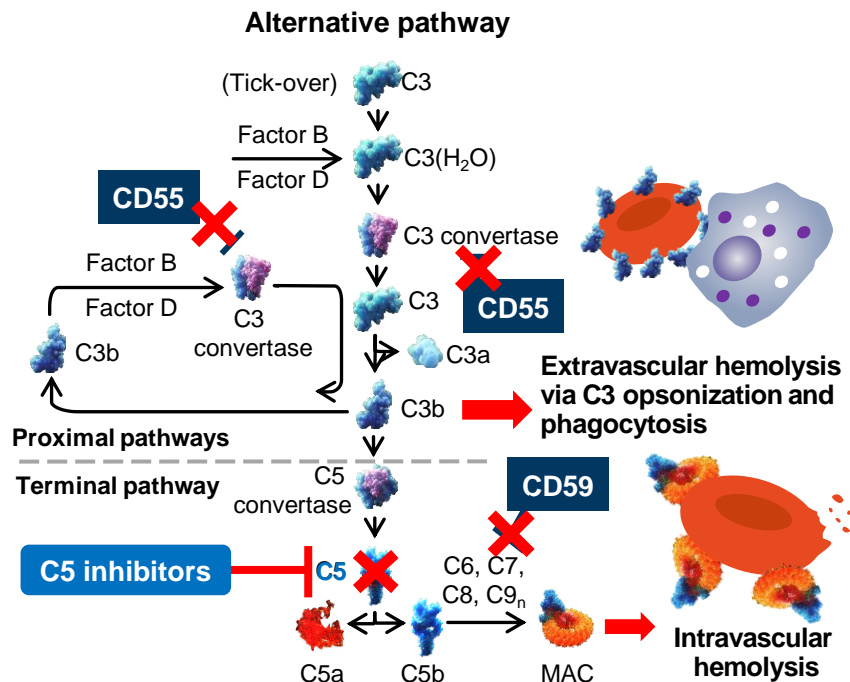 Alternative pathway
(Tick-over)
C3
Factor B
Factor D
C3(H₂O)
CD55
C3 convertase
Factor B
Factor D
C3
convertase
C3b
C3
CD55
C3a
C3b
Extravascular hemolysis
via C3 opsonization and
phagocytosis
Proximal pathways
Terminal pathway
C5
convertase
CD59
C5 inhibitors
C5
C6, C7,
C8, C9ₙ
C5a
C5b
MAC
Intravascular
hemolysis